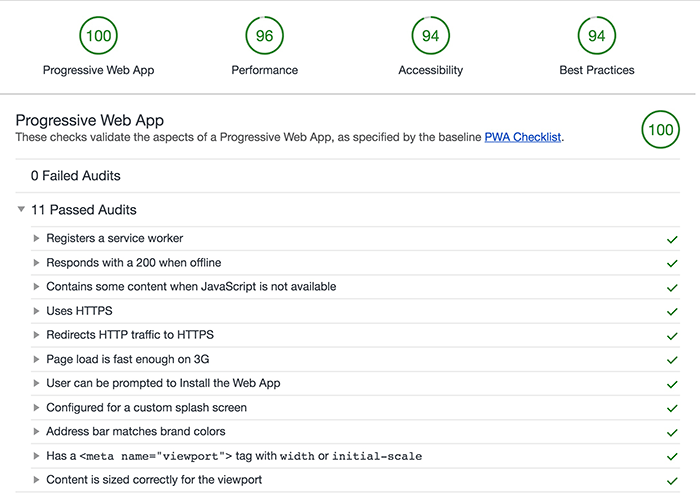 100 96 94 94
Progressive Web App Performance Accessibility Best Practices
Progressive Web App
These checks validate the aspects of a Progressive Web App, as specified by the baseline PWA Checklist.
100
0 Failed Audits
11 Passed Audits
Registers a service worker
Responds with a 200 when offline
Contains some content when JavaScript is not available
Uses HTTPS
Redirects HTTP traffic to HTTPS
Page load is fast enough on 3G
User can be prompted to Install the Web App
Configured for a custom splash screen
Address bar matches brand colors
Has a <meta name="viewport"> tag with width or initial-scale
Content is sized correctly for the viewport